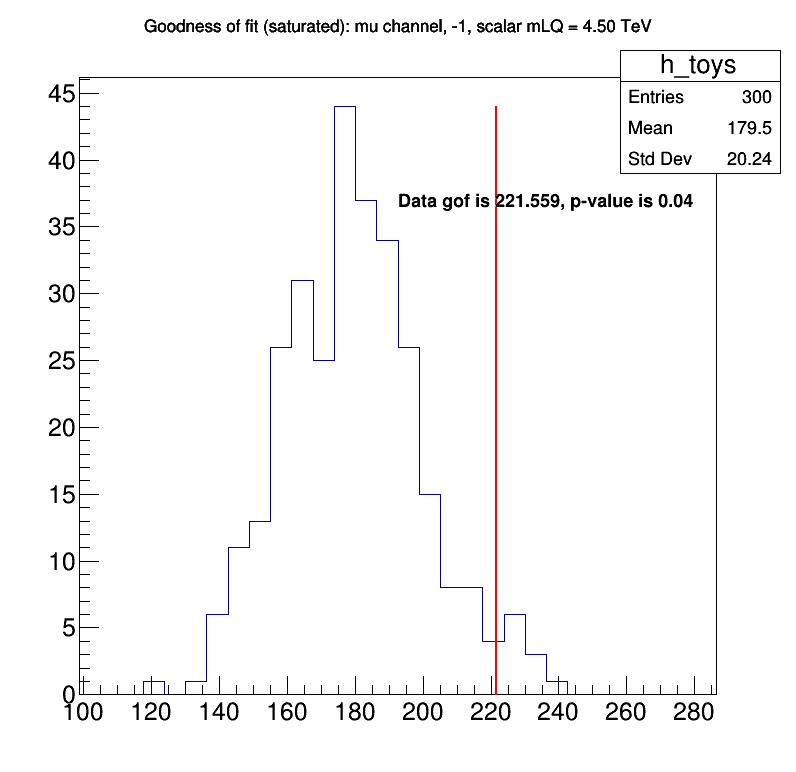 Goodness of fit (saturated): mu channel, -1, scalar mLQ = 4.50 TeV
h_toys
Entries 300
Mean 179.5
Std Dev 20.24
Data gof is 221.559, p-value is 0.04
45
40
35
30
25
20
15
10
5
0
100 120 140 160 180 200 220 240 260 280